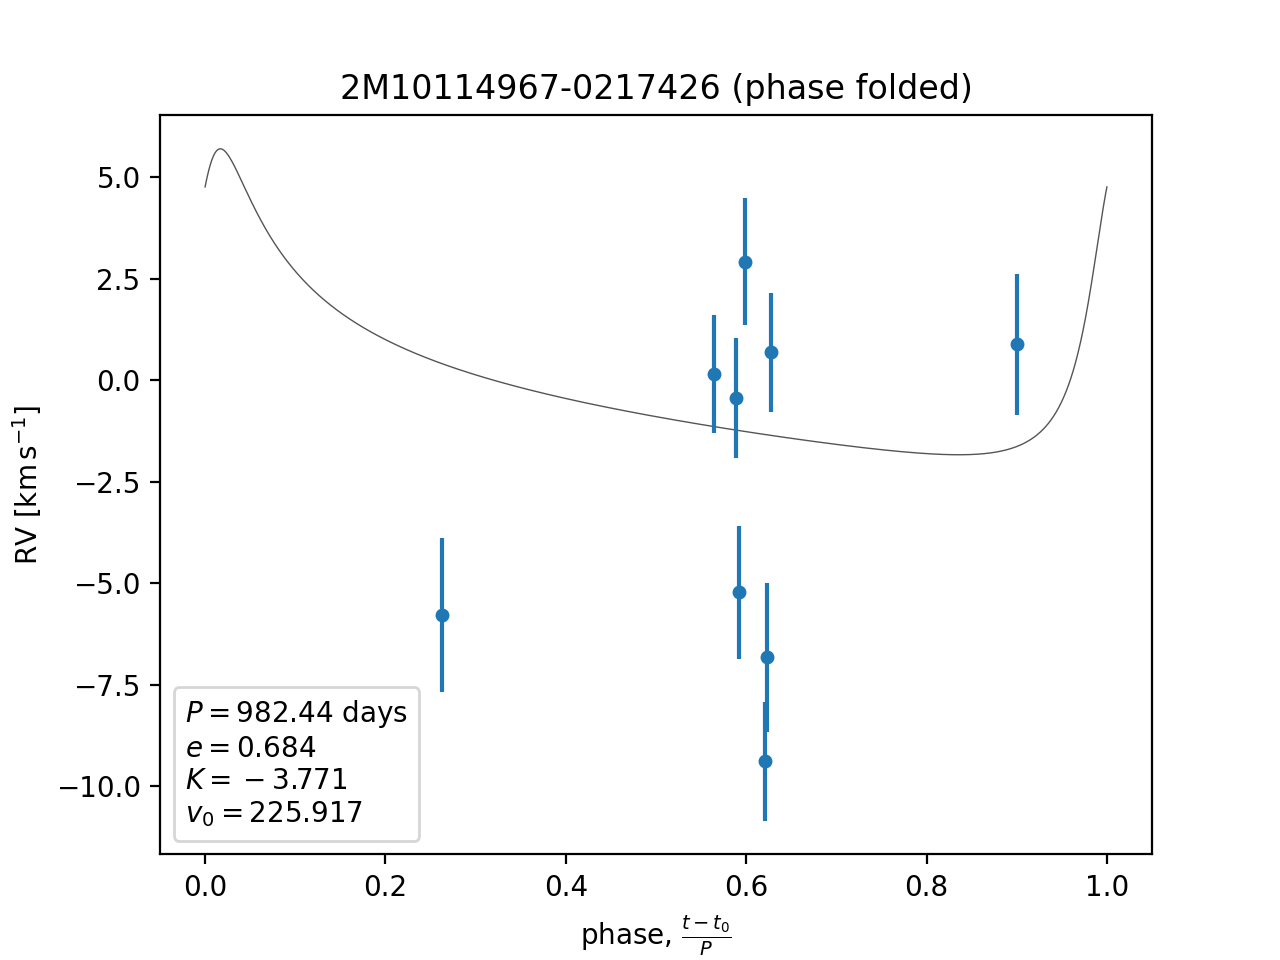 2M10114967-0217426 (phase folded)
5.0
2.5
0.0
−2.5
−5.0
−7.5
−10.0
RV [km s⁻¹]
P = 982.44 days
e = 0.684
K = −3.771
v₀ = 225.917
0.0 0.2 0.4 0.6 0.8 1.0
phase, (t − t₀)/P